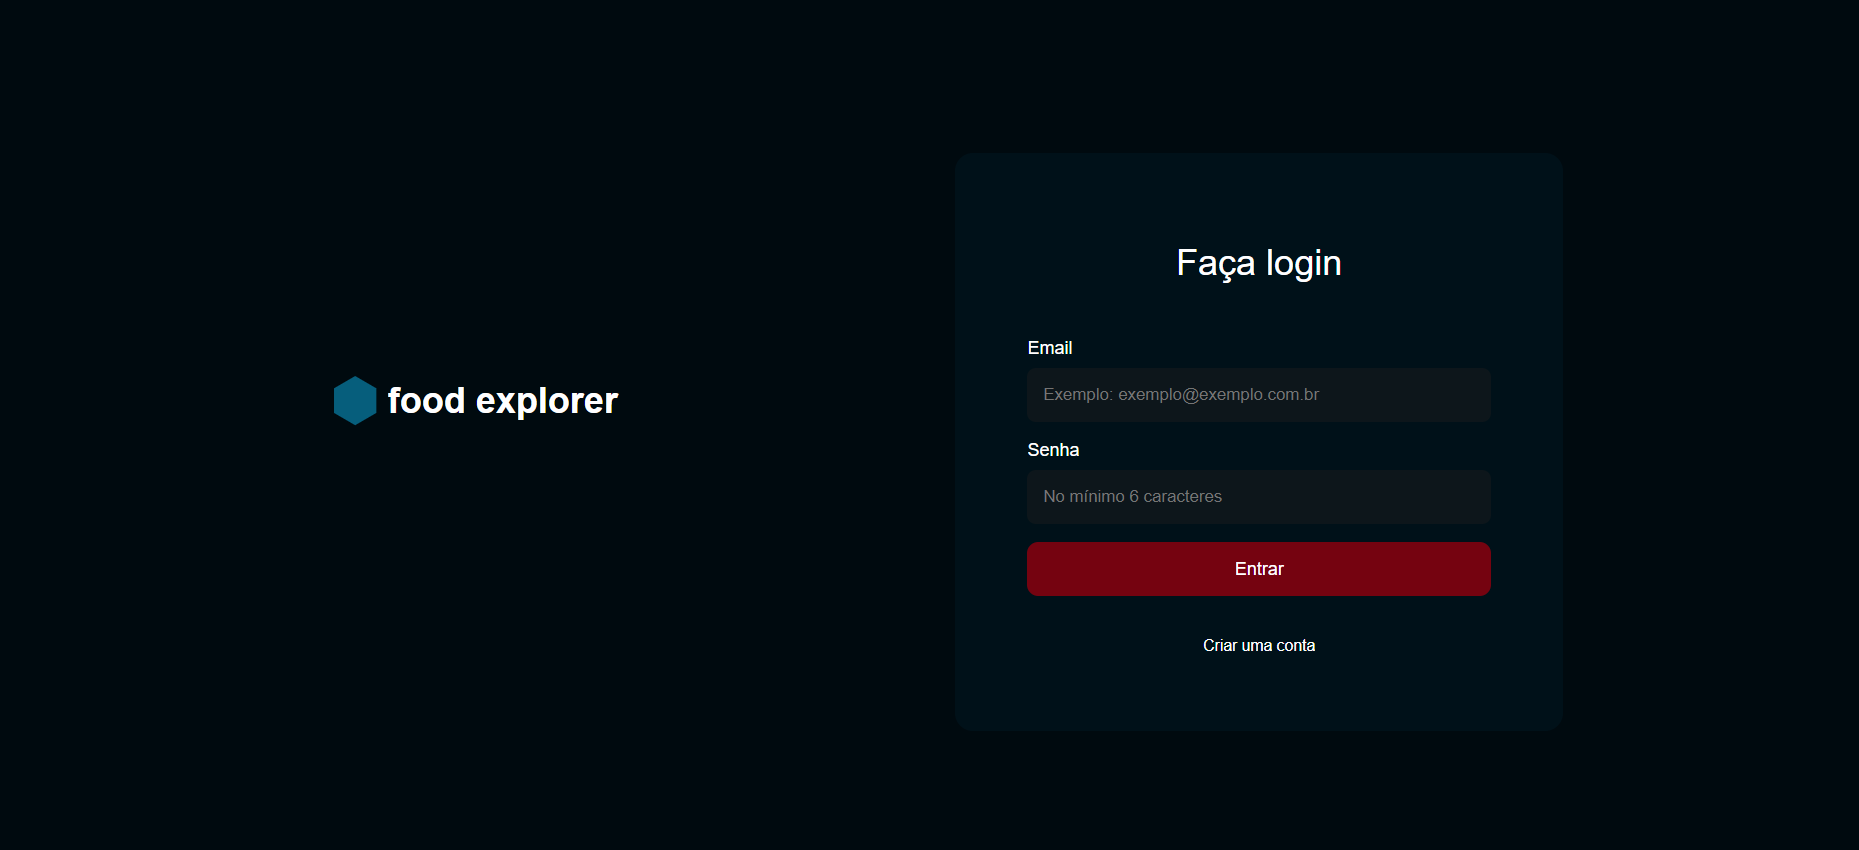 food explorer
Faça login
Email
Exemplo: exemplo@exemplo.com.br
Senha
No mínimo 6 caracteres
Entrar
Criar uma conta